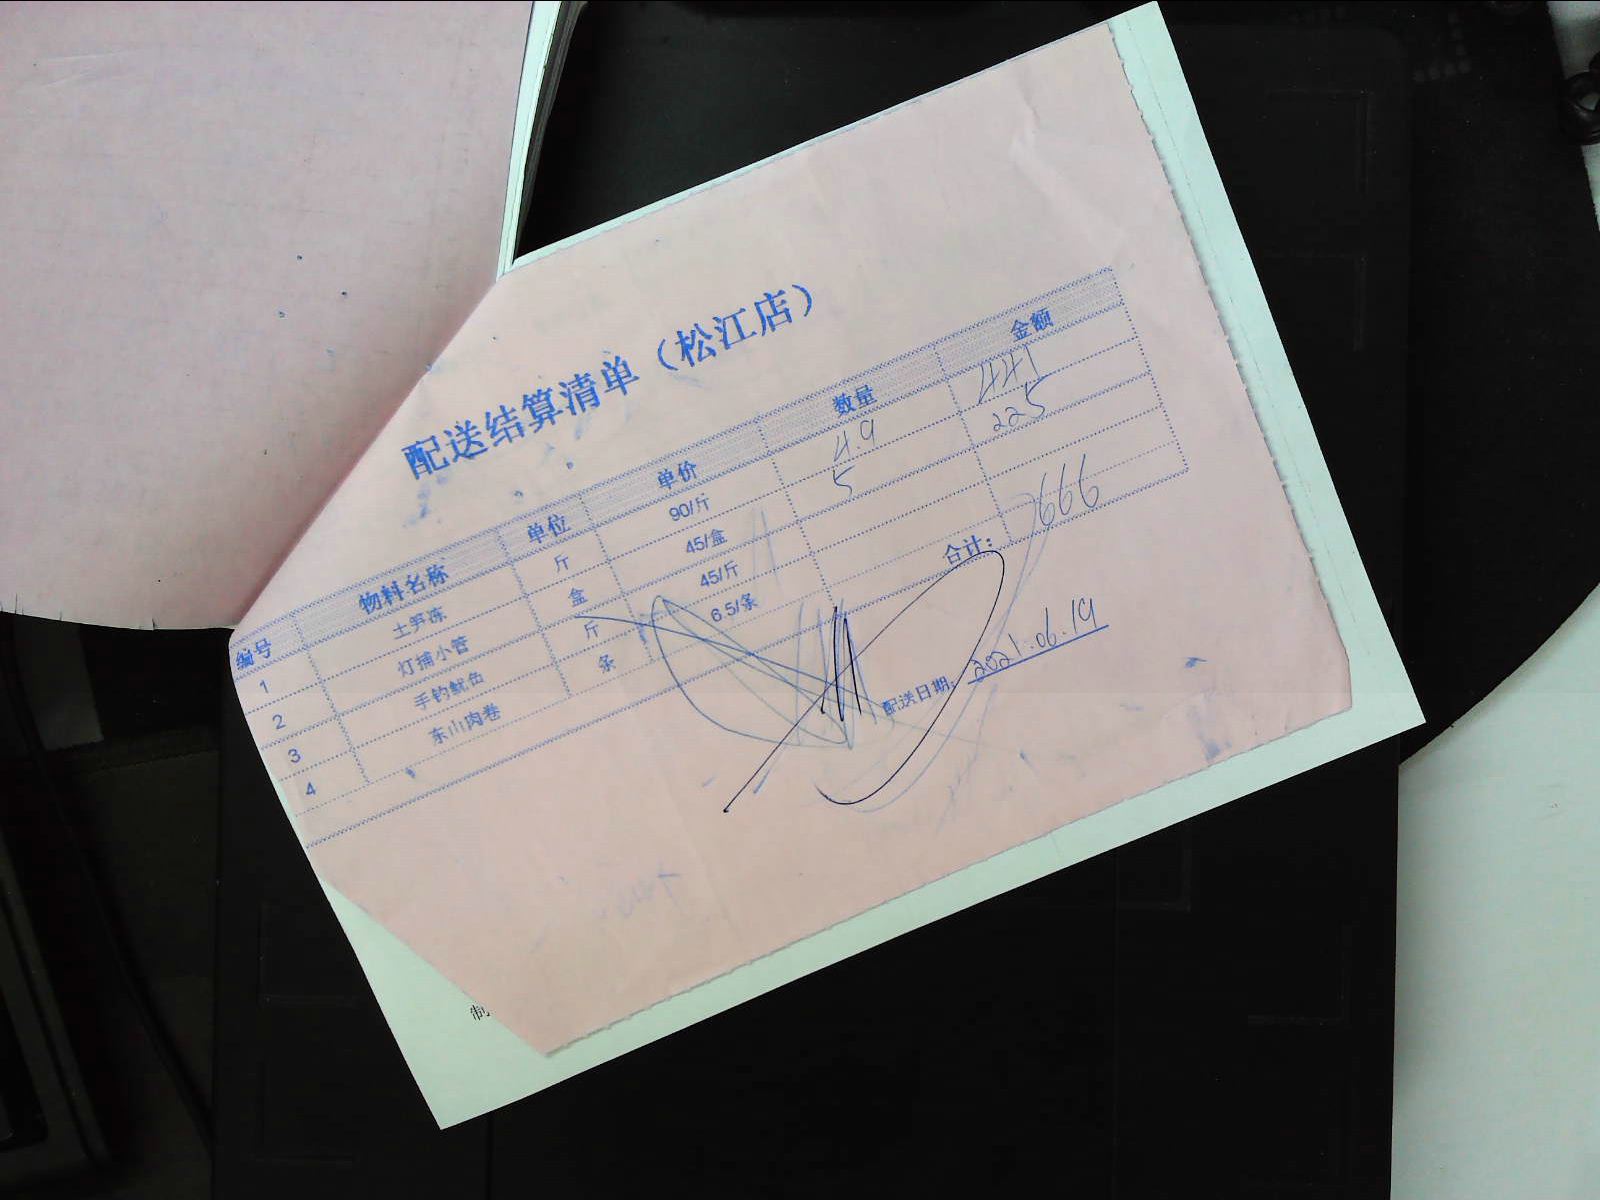 配送结算清单（松江店）
编号 物料名称 单位 单价 数量 金额
1 土笋冻 斤 90/斤 49 441
2 灯捕小管 盒 45/盒 5 225
3 手钓鱿鱼 斤 45/斤
4 东山肉卷 条 6.5/条
合计： 666
配送日期： 2021.06.19
制